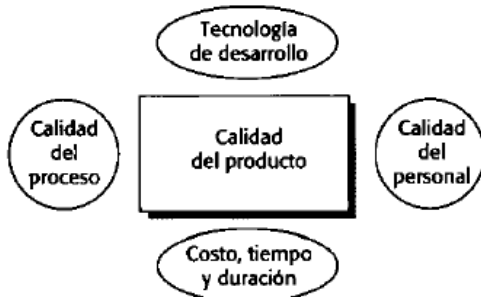 Tecnología
de desarrollo
Calidad
del
proceso
Calidad
del producto
Calidad
del
personal
Costo, tiempo
y duración